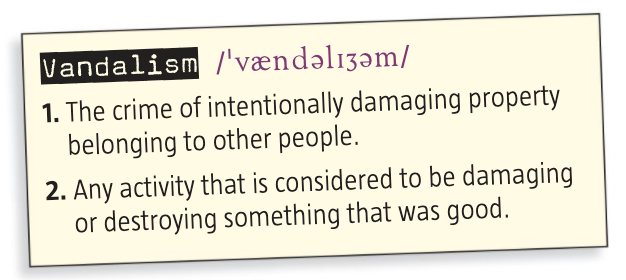 Vandalism /ˈvændəlɪʒəm/
1. The crime of intentionally damaging property
belonging to other people.
2. Any activity that is considered to be damaging
or destroying something that was good.